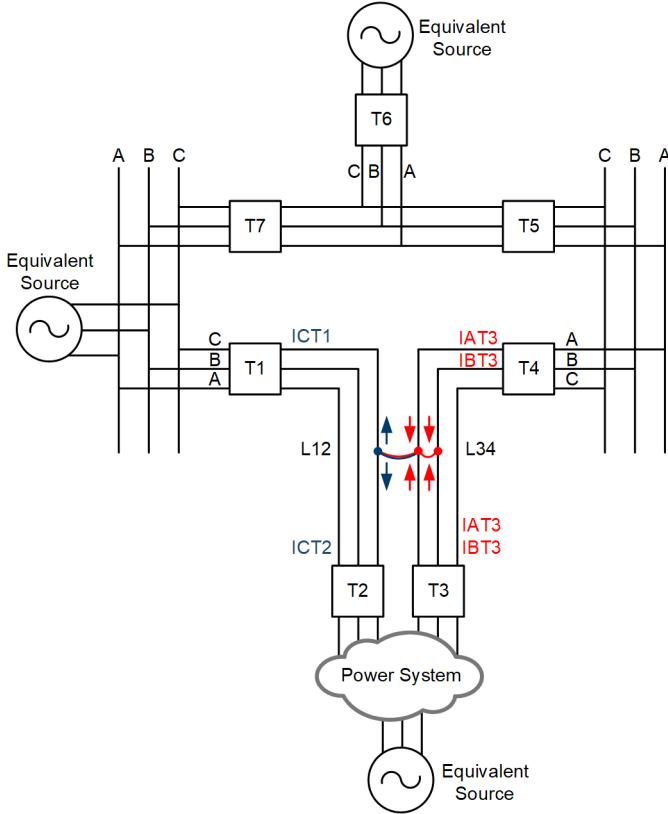 Equivalent
Source
T6
A B C
C B A
C B A
T7
T5
Equivalent
Source
C
ICT1
IAT3
A
B
T1
IBT3
T4
B
A
C
L12
L34
IAT3
ICT2
IBT3
T2
T3
Power System
Equivalent
Source